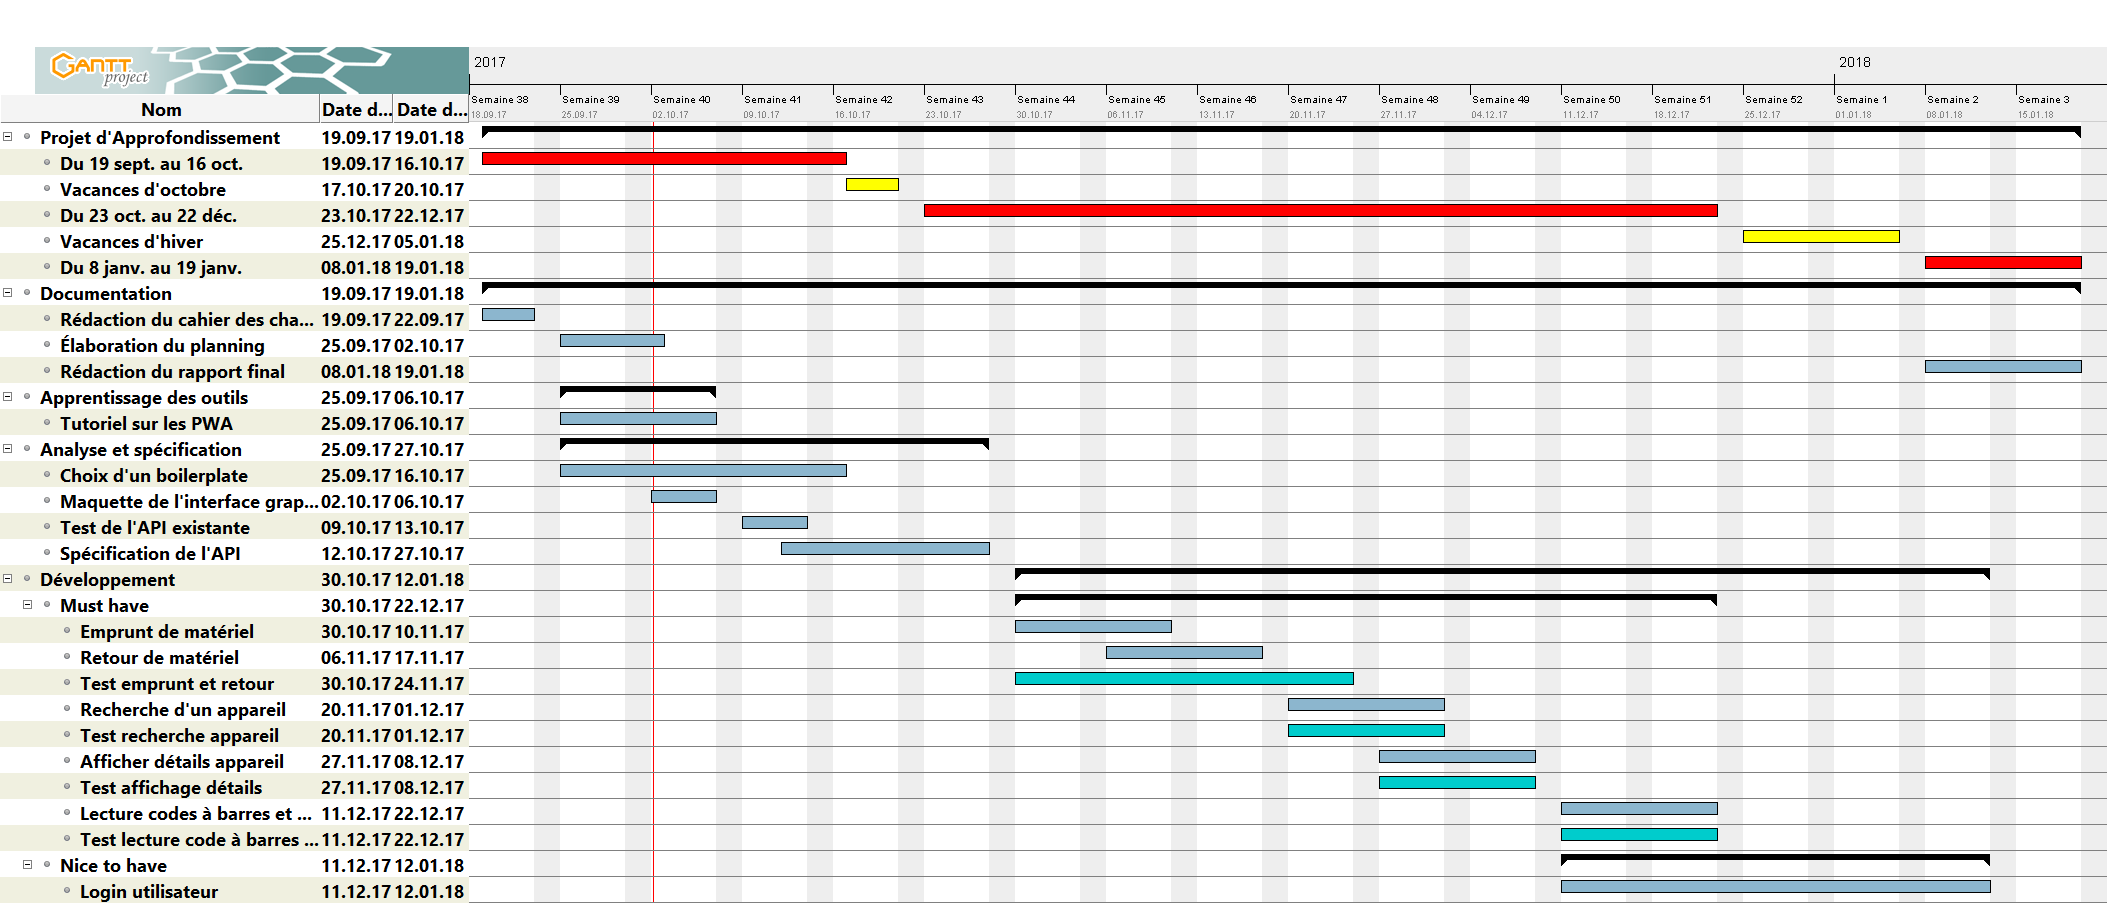 GANTT
project
2017 2018
Nom Date d... Date d... Semaine 38 Semaine 39 Semaine 40 Semaine 41 Semaine 42 Semaine 43 Semaine 44 Semaine 45 Semaine 46 Semaine 47 Semaine 48 Semaine 49 Semaine 50 Semaine 51 Semaine 52 Semaine 1 Semaine 2 Semaine 3
18.09.17 25.09.17 02.10.17 09.10.17 16.10.17 23.10.17 30.10.17 06.11.17 13.11.17 20.11.17 27.11.17 04.12.17 11.12.17 18.12.17 25.12.17 01.01.18 08.01.18 15.01.18
Projet d'Approfondissement 19.09.17 19.01.18
Du 19 sept. au 16 oct. 19.09.17 16.10.17
Vacances d'octobre 17.10.17 20.10.17
Du 23 oct. au 22 déc. 23.10.17 22.12.17
Vacances d'hiver 25.12.17 05.01.18
Du 8 janv. au 19 janv. 08.01.18 19.01.18
Documentation 19.09.17 19.01.18
Rédaction du cahier des cha... 19.09.17 22.09.17
Élaboration du planning 25.09.17 02.10.17
Rédaction du rapport final 08.01.18 19.01.18
Apprentissage des outils 25.09.17 06.10.17
Tutoriel sur les PWA 25.09.17 06.10.17
Analyse et spécification 25.09.17 27.10.17
Choix d'un boilerplate 25.09.17 16.10.17
Maquette de l'interface grap... 02.10.17 06.10.17
Test de l'API existante 09.10.17 13.10.17
Spécification de l'API 12.10.17 27.10.17
Développement 30.10.17 12.01.18
Must have 30.10.17 22.12.17
Emprunt de matériel 30.10.17 10.11.17
Retour de matériel 06.11.17 17.11.17
Test emprunt et retour 30.10.17 24.11.17
Recherche d'un appareil 20.11.17 01.12.17
Test recherche appareil 20.11.17 01.12.17
Afficher détails appareil 27.11.17 08.12.17
Test affichage détails 27.11.17 08.12.17
Lecture codes à barres et ... 11.12.17 22.12.17
Test lecture code à barres ... 11.12.17 22.12.17
Nice to have 11.12.17 12.01.18
Login utilisateur 11.12.17 12.01.18